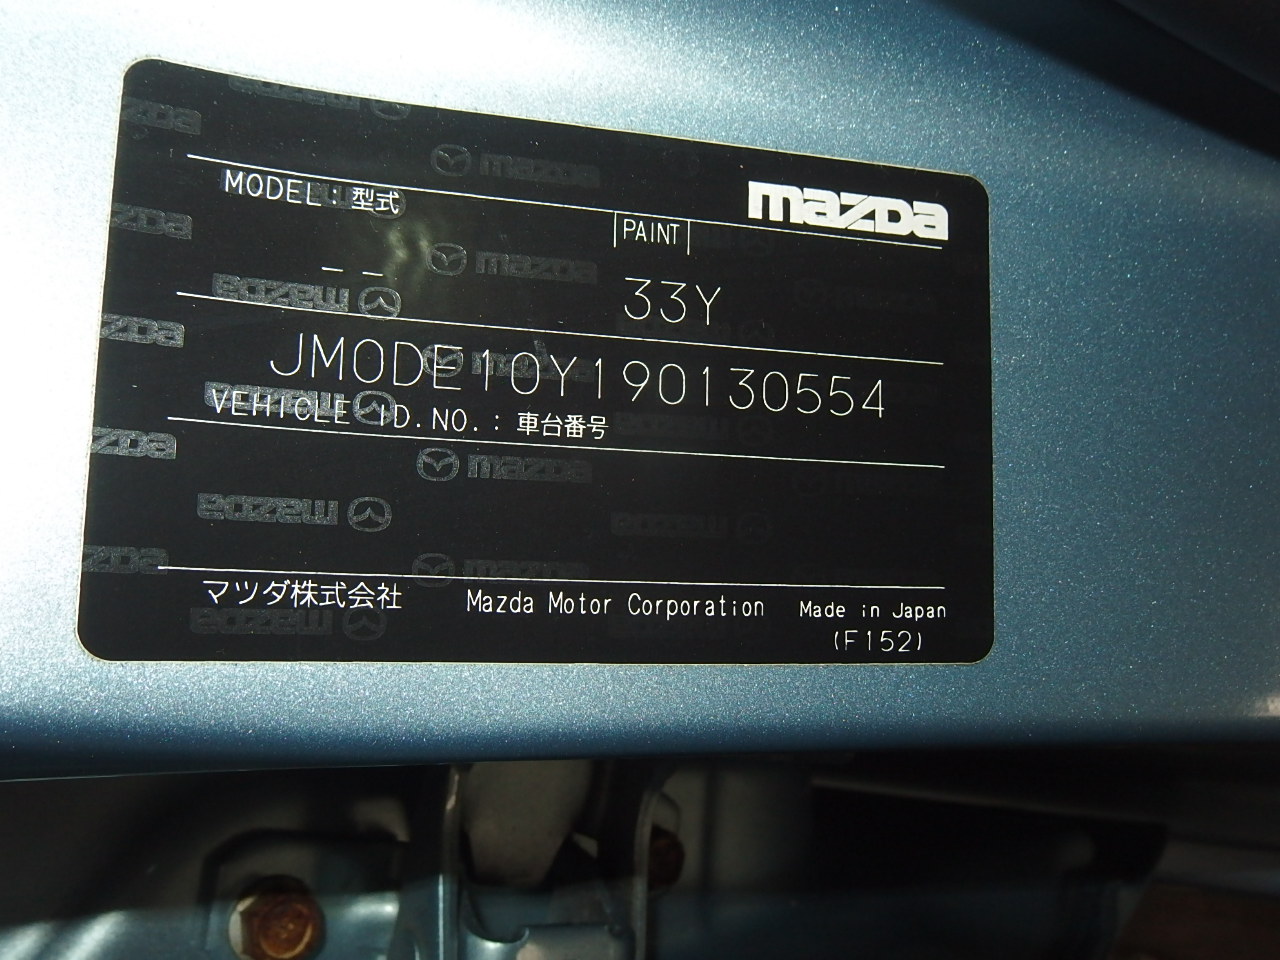 mazda
MODEL: 型式
PAINT
-- 33Y
JM0DE10Y190130554
VEHICLE ID.NO.: 車台番号
マツダ株式会社 Mazda Motor Corporation Made in Japan
(F152)